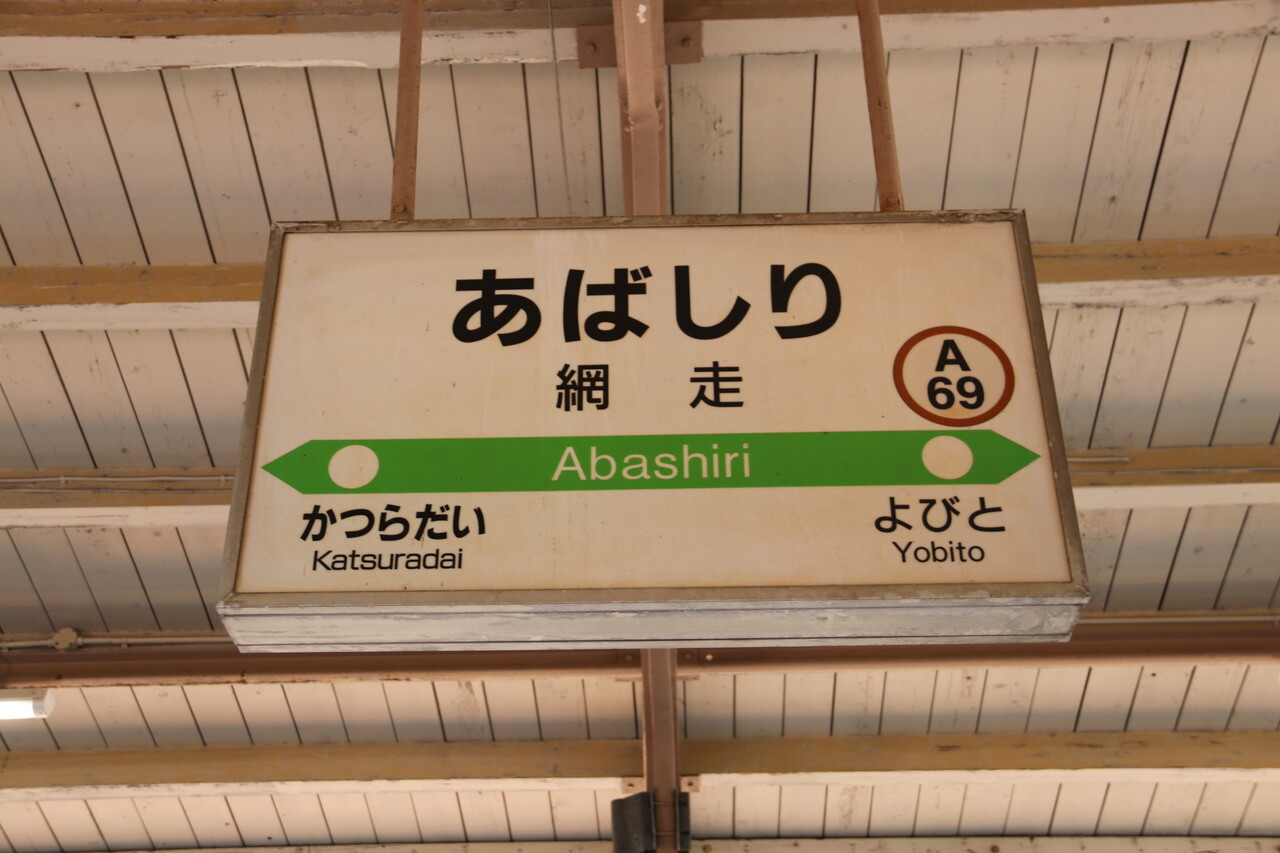 あばしり
網 走
A
69
Abashiri
かつらだい
Katsuradai
よびと
Yobito